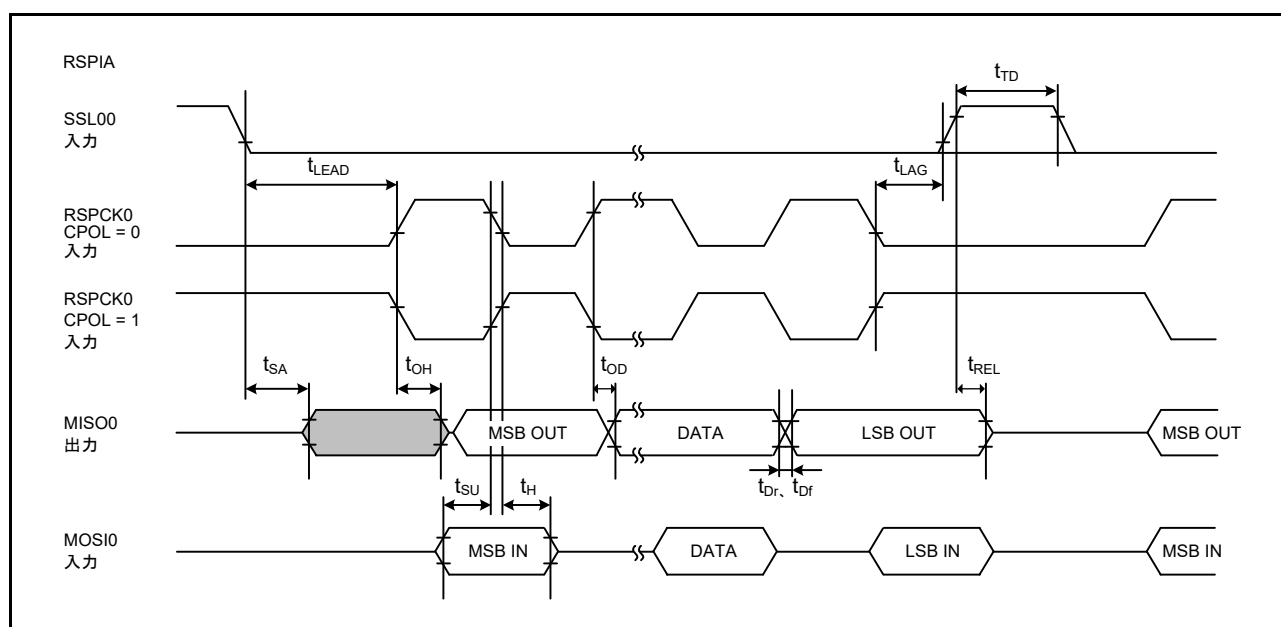 RSPIA
SSL00
入力
tTD
tLEAD
tLAG
RSPCK0
CPOL = 0
入力
RSPCK0
CPOL = 1
入力
tSA
tOH
tOD
tREL
MISO0
出力
MSB OUT
DATA
LSB OUT
MSB OUT
tSU
tH
tDr、tDf
MOSI0
入力
MSB IN
DATA
LSB IN
MSB IN